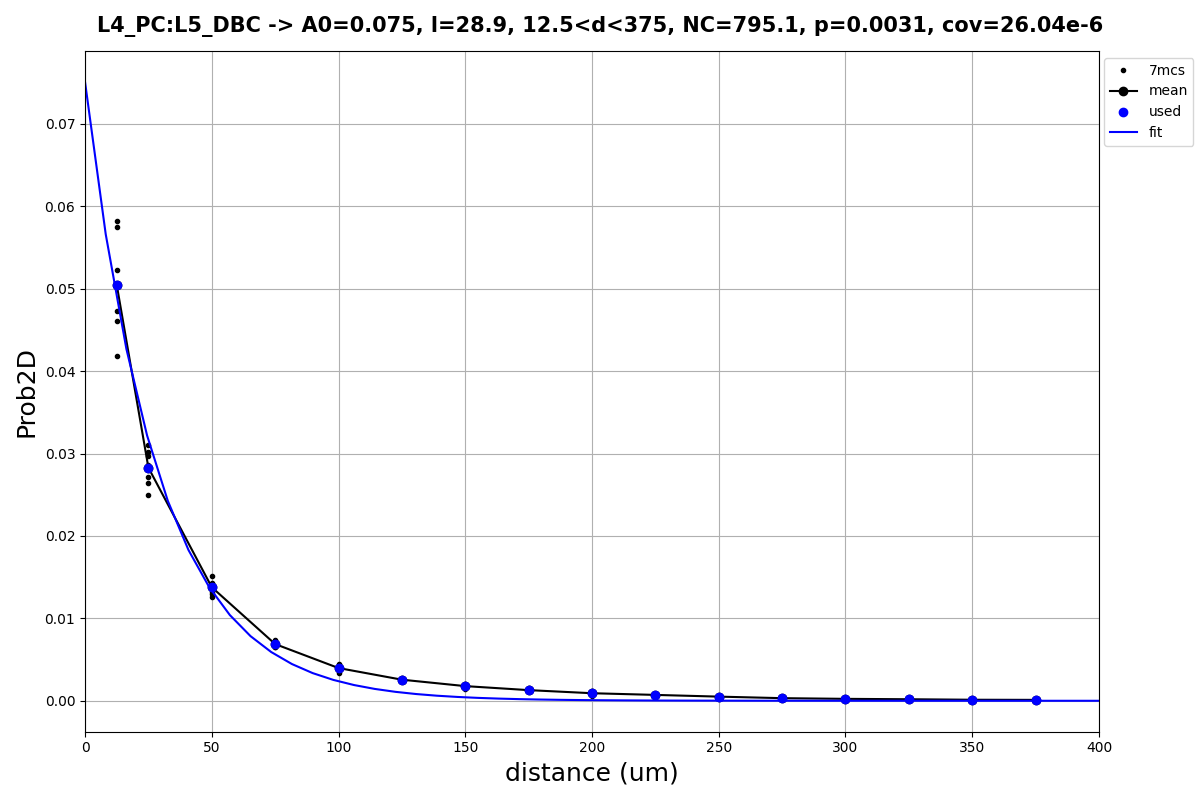 L4_PC:L5_DBC -> A0=0.075, l=28.9, 12.5<d<375, NC=795.1, p=0.0031, cov=26.04e-6
7mcs
mean
used
fit
Prob2D
0.07
0.06
0.05
0.04
0.03
0.02
0.01
0.00
0 50 100 150 200 250 300 350 400
distance (um)